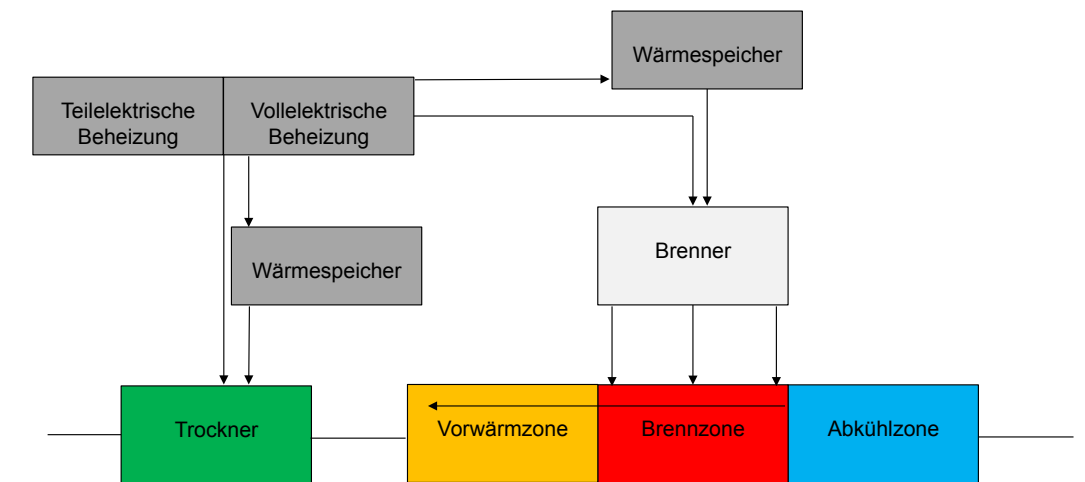 Wärmespeicher
Teilelektrische
Beheizung
Vollelektrische
Beheizung
Wärmespeicher
Brenner
Trockner
Vorwärmzone
Brennzone
Abkühlzone